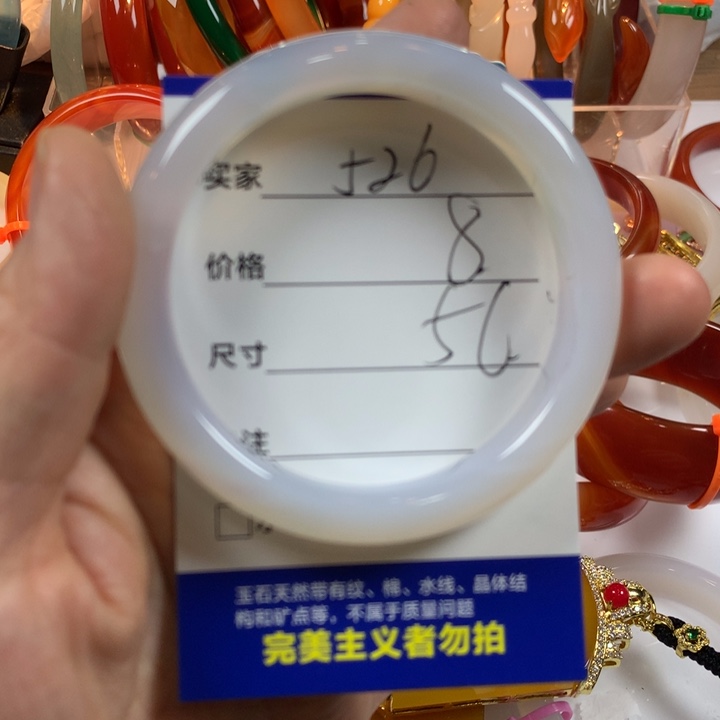 买家 526
价格 8
尺寸 56
注
玉石天然带有纹、棉、水线、晶体结
构和矿点等，不属于质量问题
完美主义者勿拍